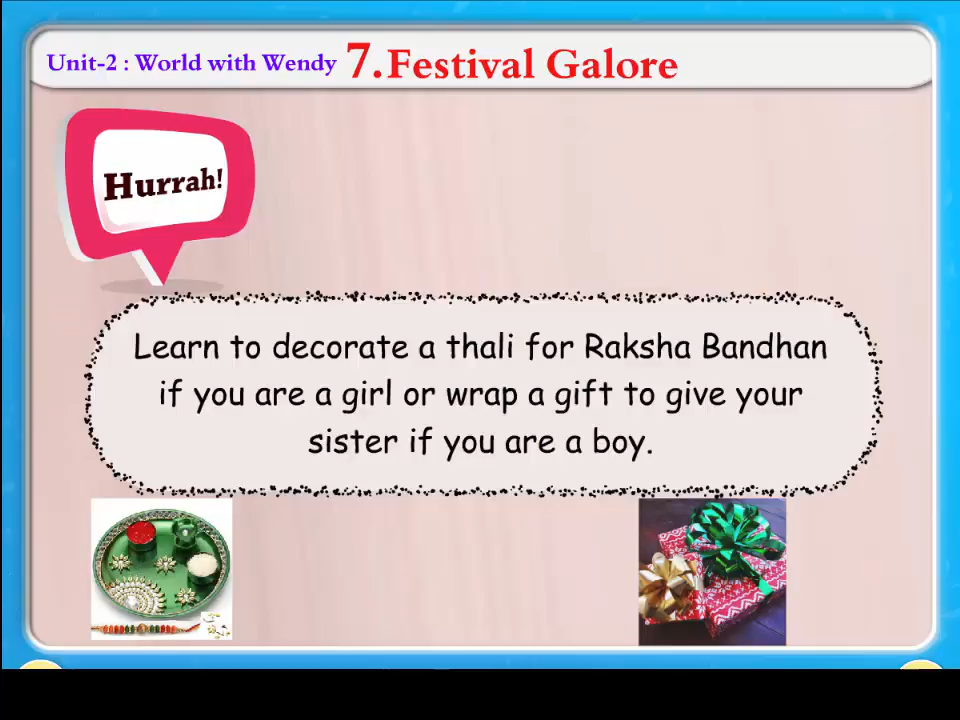 Unit-2 : World with Wendy 7.Festival Galore
Hurrah!
Learn to decorate a thali for Raksha Bandhan
if you are a girl or wrap a gift to give your
sister if you are a boy.